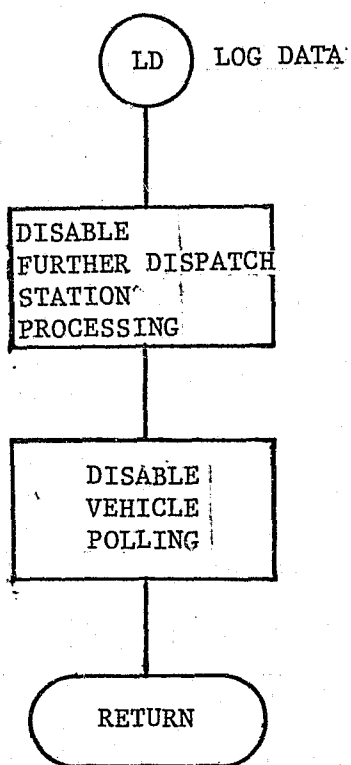 LD LOG DATA
DISABLE
FURTHER DISPATCH
STATION
PROCESSING
DISABLE
VEHICLE
POLLING
RETURN